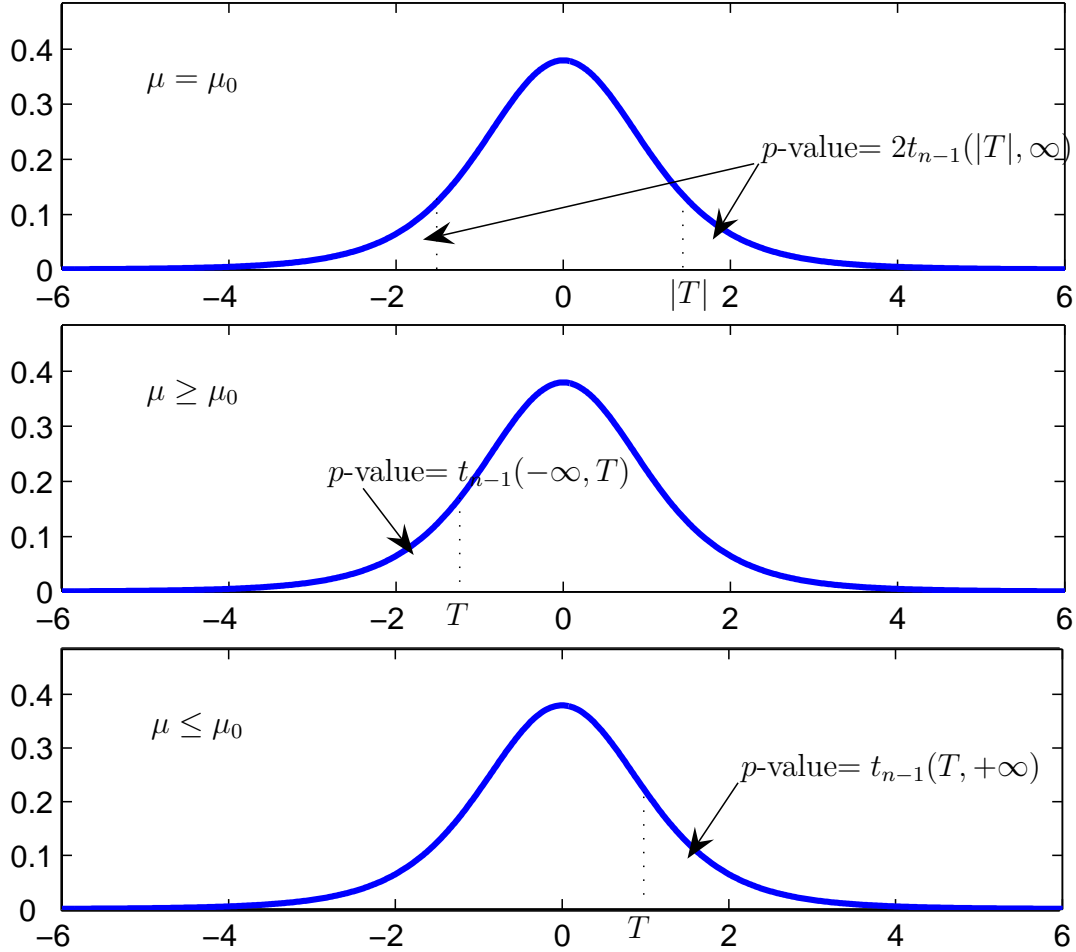 0.4
μ = μ₀
0.3
p-value= 2tₙ₋₁(|T|, ∞)
0.2
0.1
0
−6 −4 −2 0 |T| 2 4 6
0.4
μ ≥ μ₀
0.3
p-value= tₙ₋₁(−∞, T)
0.2
0.1
0
−6 −4 −2 T 0 2 4 6
0.4
μ ≤ μ₀
0.3
p-value= tₙ₋₁(T, +∞)
0.2
0.1
0
−6 −4 −2 0 T 2 4 6